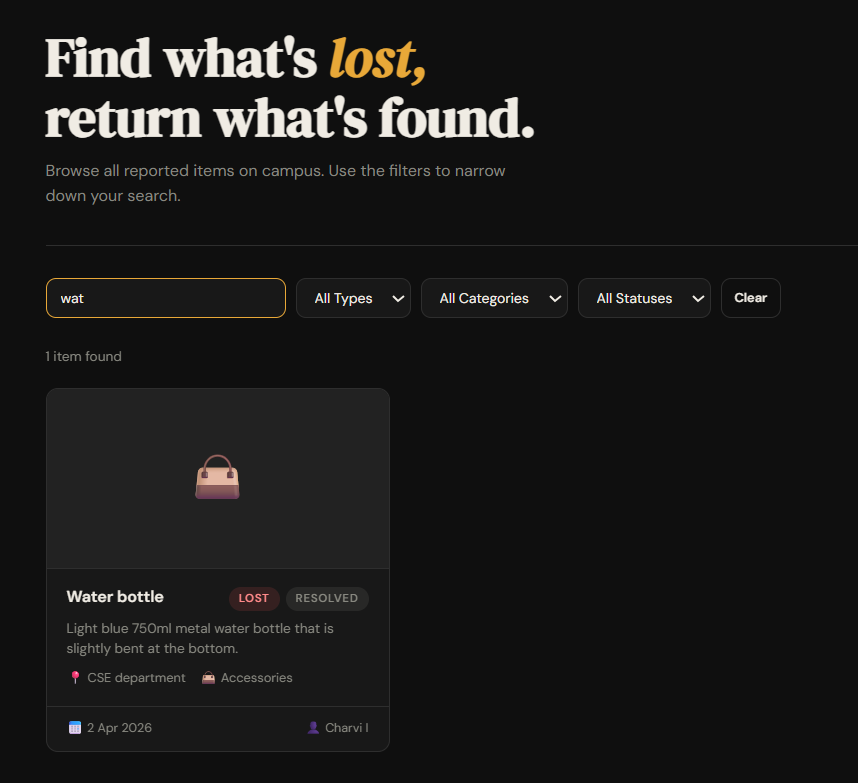 Find what's lost,
return what's found.
Browse all reported items on campus. Use the filters to narrow
down your search.
wat
All Types
All Categories
All Statuses
Clear
1 item found
Water bottle
LOST
RESOLVED
Light blue 750ml metal water bottle that is
slightly bent at the bottom.
CSE department
Accessories
2 Apr 2026
Charvi I